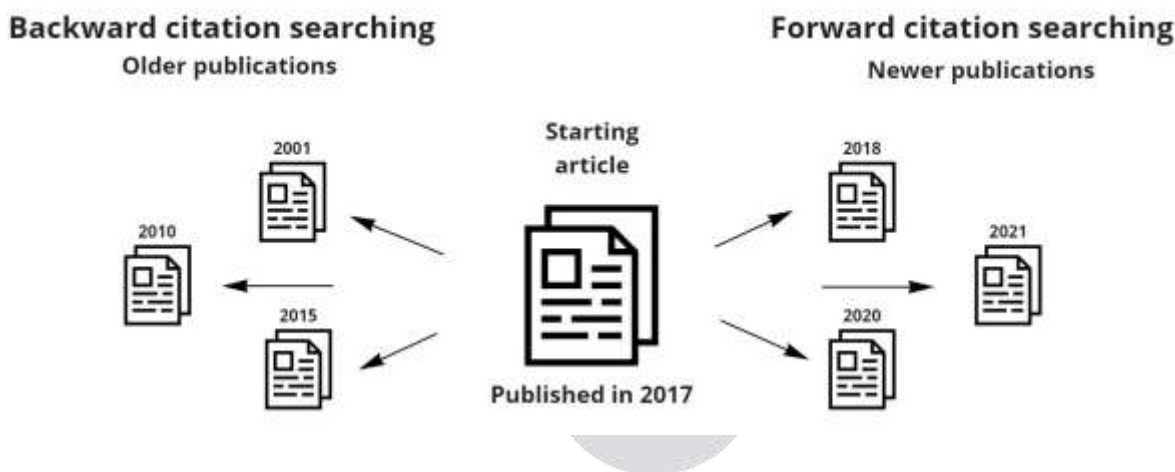 Backward citation searching
Older publications
2001
2010
2015
Starting
article
Published in 2017
Forward citation searching
Newer publications
2018
2021
2020